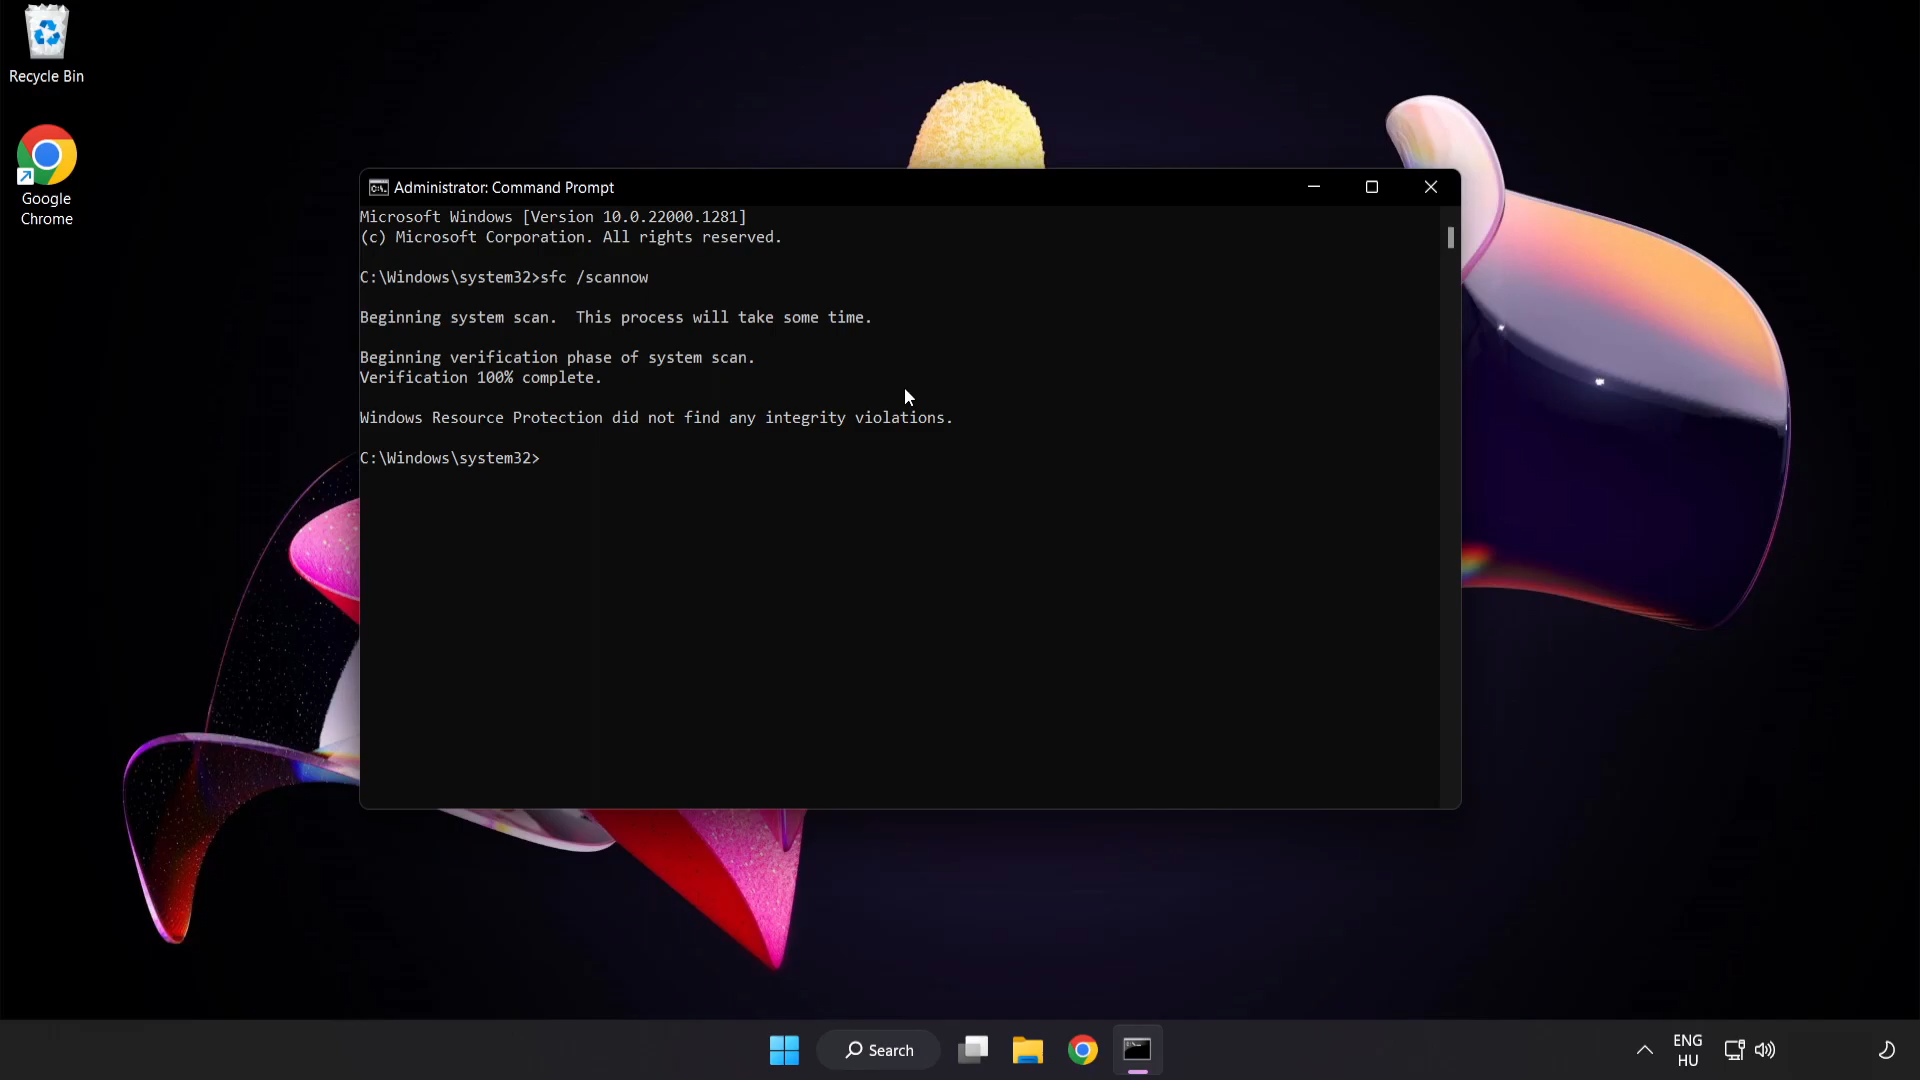 Recycle Bin
Google
Chrome
Administrator: Command Prompt
Microsoft Windows [Version 10.0.22000.1281]
(c) Microsoft Corporation. All rights reserved.
C:\Windows\system32>sfc /scannow
Beginning system scan.  This process will take some time.
Beginning verification phase of system scan.
Verification 100% complete.
Windows Resource Protection did not find any integrity violations.
C:\Windows\system32>
Search
ENG
HU